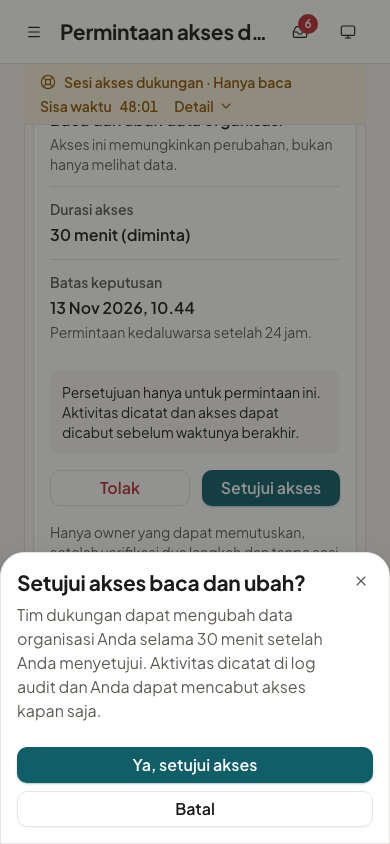 Permintaan akses d...
6
Sesi akses dukungan · Hanya baca
Sisa waktu 48:01 Detail
Akses ini memungkinkan perubahan, bukan
hanya melihat data.
Durasi akses
30 menit (diminta)
Batas keputusan
13 Nov 2026, 10.44
Permintaan kedaluwarsa setelah 24 jam.
Persetujuan hanya untuk permintaan ini.
Aktivitas dicatat dan akses dapat
dicabut sebelum waktunya berakhir.
Tolak
Setujui akses
Hanya owner yang dapat memutuskan,
Setujui akses baca dan ubah?
Tim dukungan dapat mengubah data
organisasi Anda selama 30 menit setelah
Anda menyetujui. Aktivitas dicatat di log
audit dan Anda dapat mencabut akses
kapan saja.
Ya, setujui akses
Batal